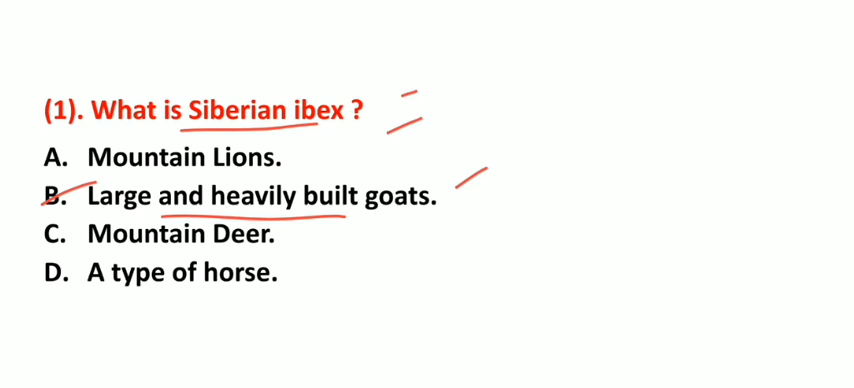 (1). What is Siberian ibex ?
A. Mountain Lions.
B. Large and heavily built goats.
C. Mountain Deer.
D. A type of horse.